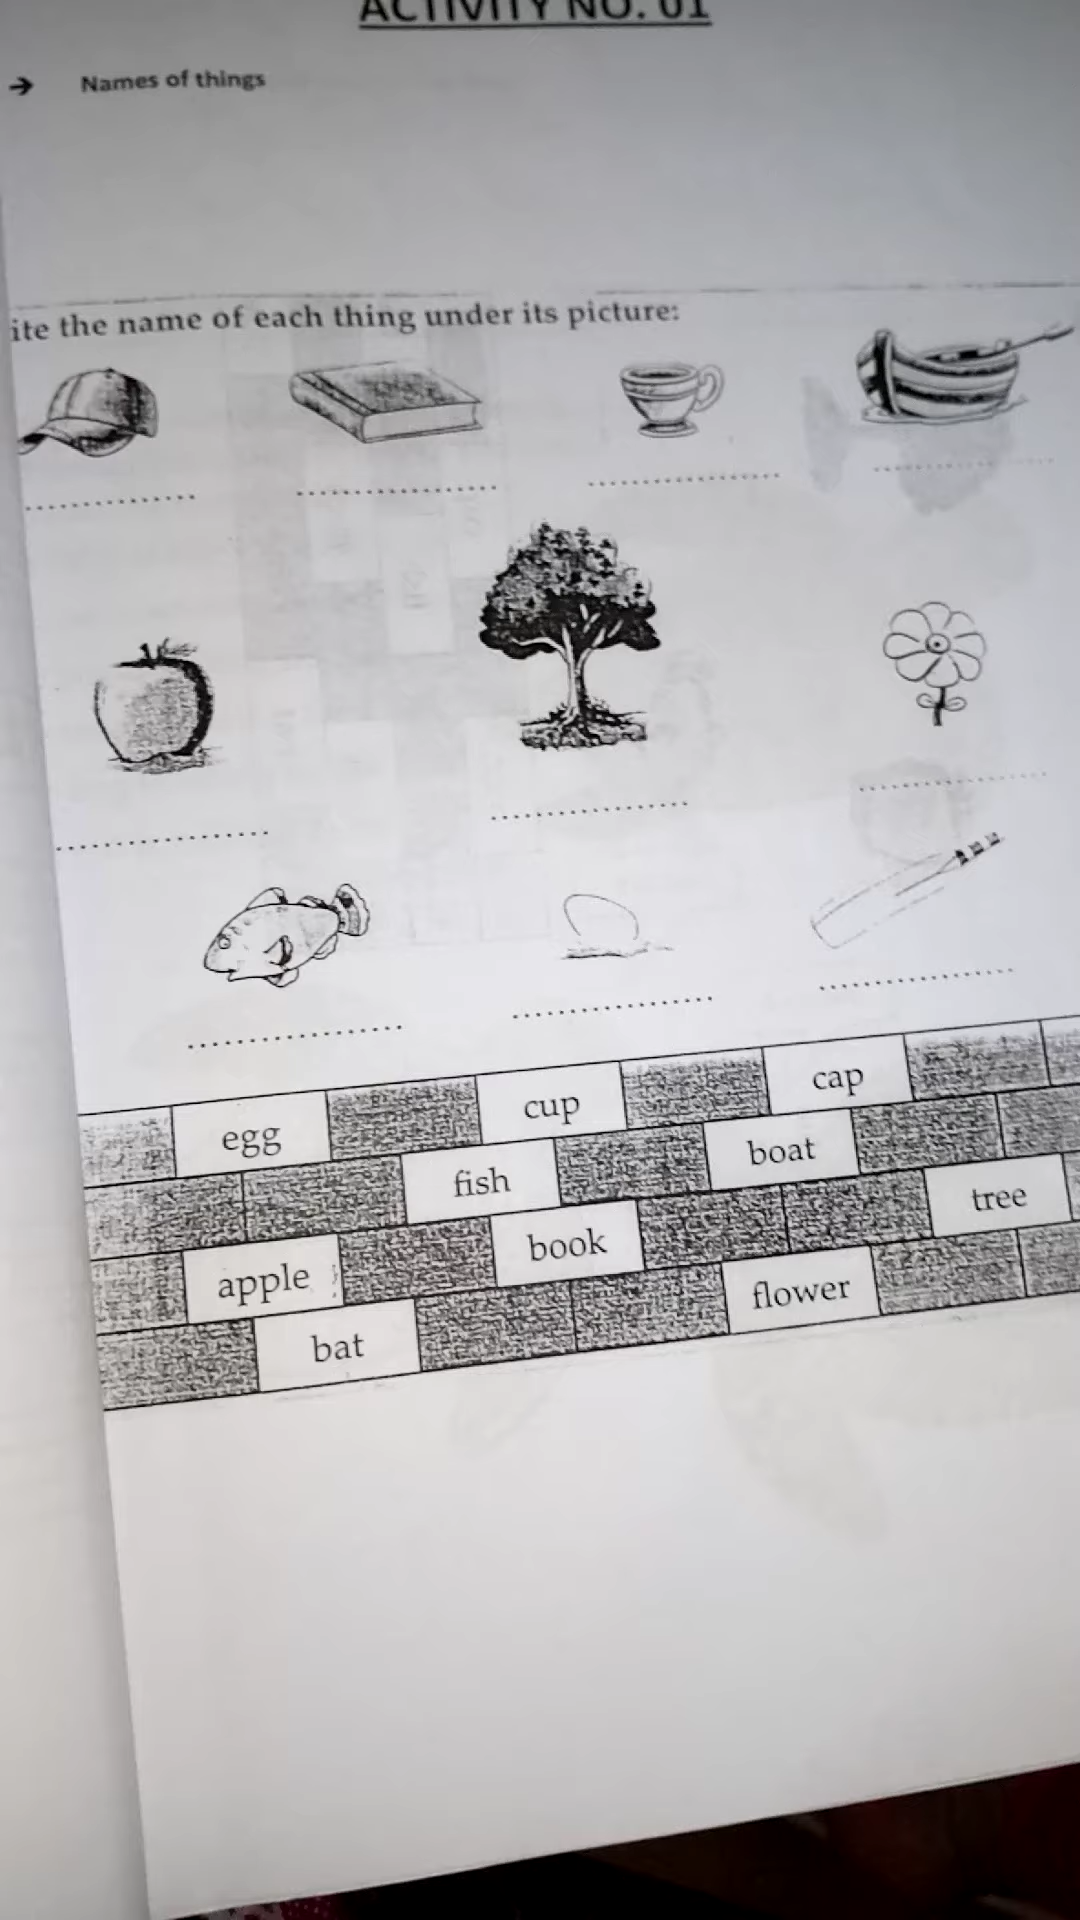 ACTIVITY NO. 01
→ Names of things
ite the name of each thing under its picture:
egg cup cap
fish boat
apple book tree
bat flower